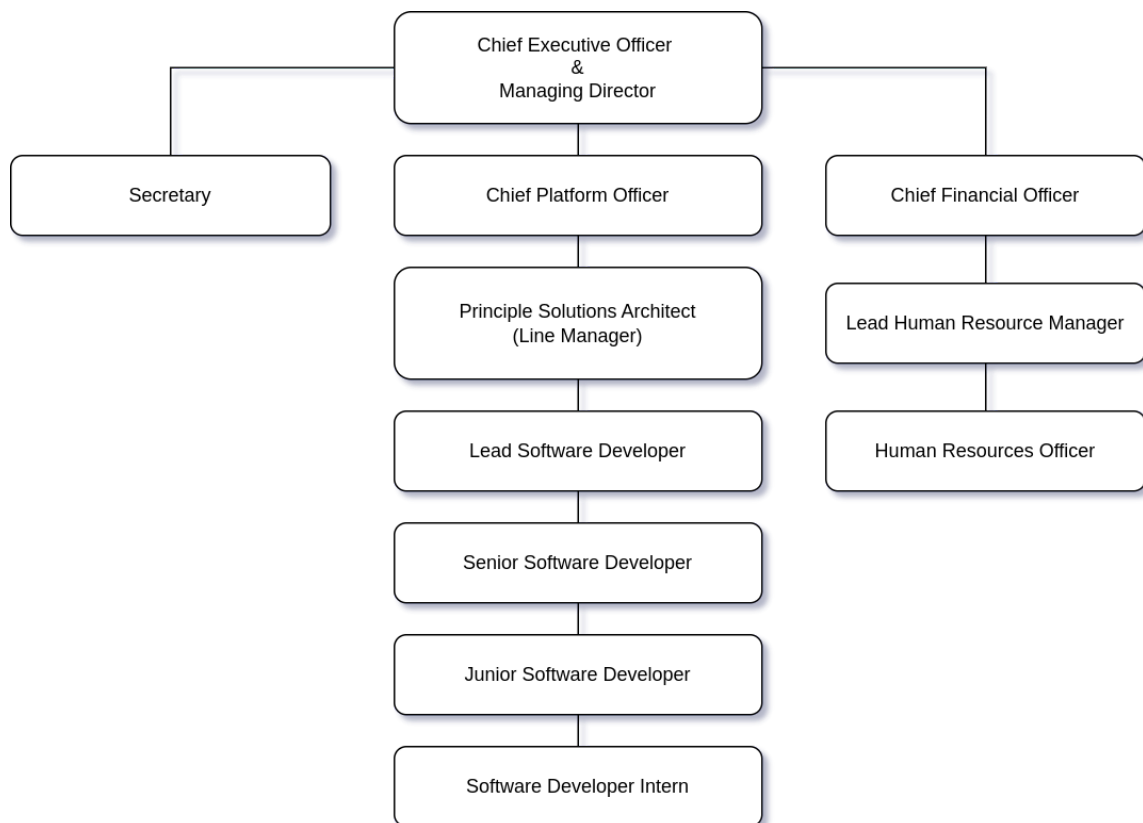 Chief Executive Officer
&
Managing Director
Secretary
Chief Platform Officer
Chief Financial Officer
Principle Solutions Architect
(Line Manager)
Lead Human Resource Manager
Lead Software Developer
Human Resources Officer
Senior Software Developer
Junior Software Developer
Software Developer Intern